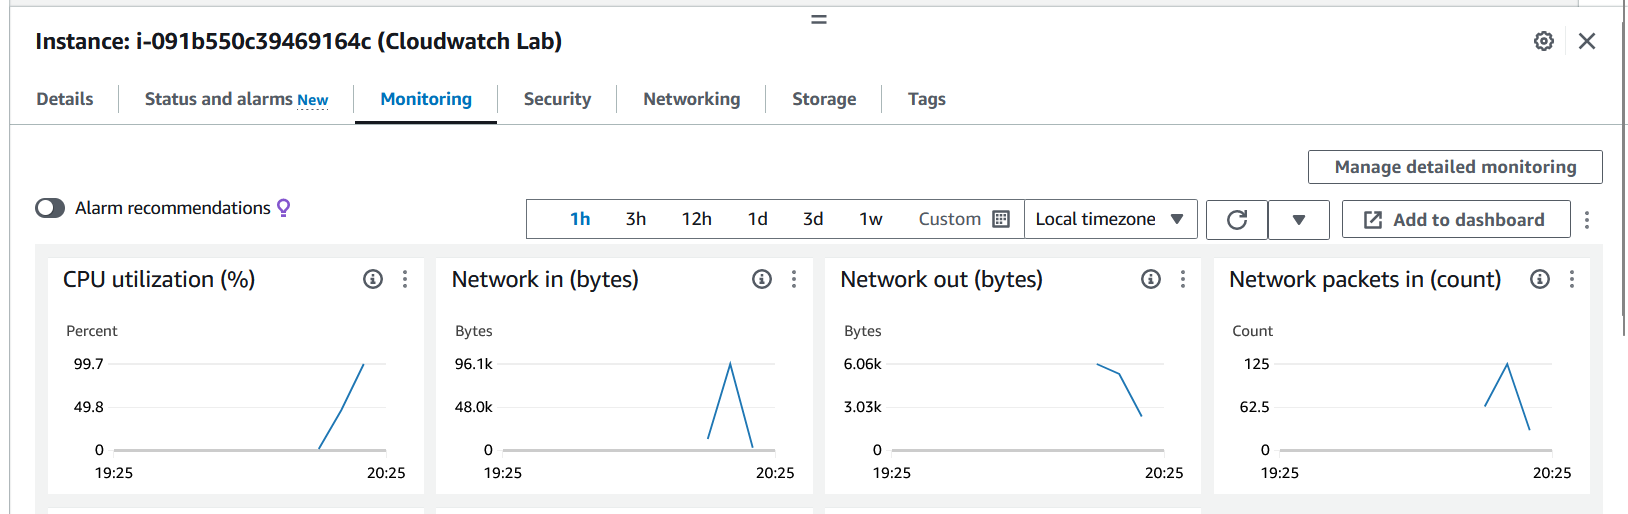 Instance: i-091b550c39469164c (Cloudwatch Lab)
Details Status and alarms New Monitoring Security Networking Storage Tags
Manage detailed monitoring
Alarm recommendations 1h 3h 12h 1d 3d 1w Custom Local timezone Add to dashboard
CPU utilization (%)
Percent
99.7
49.8
0
19:25 20:25
Network in (bytes)
Bytes
96.1k
48.0k
0
19:25 20:25
Network out (bytes)
Bytes
6.06k
3.03k
0
19:25 20:25
Network packets in (count)
Count
125
62.5
0
19:25 20:25